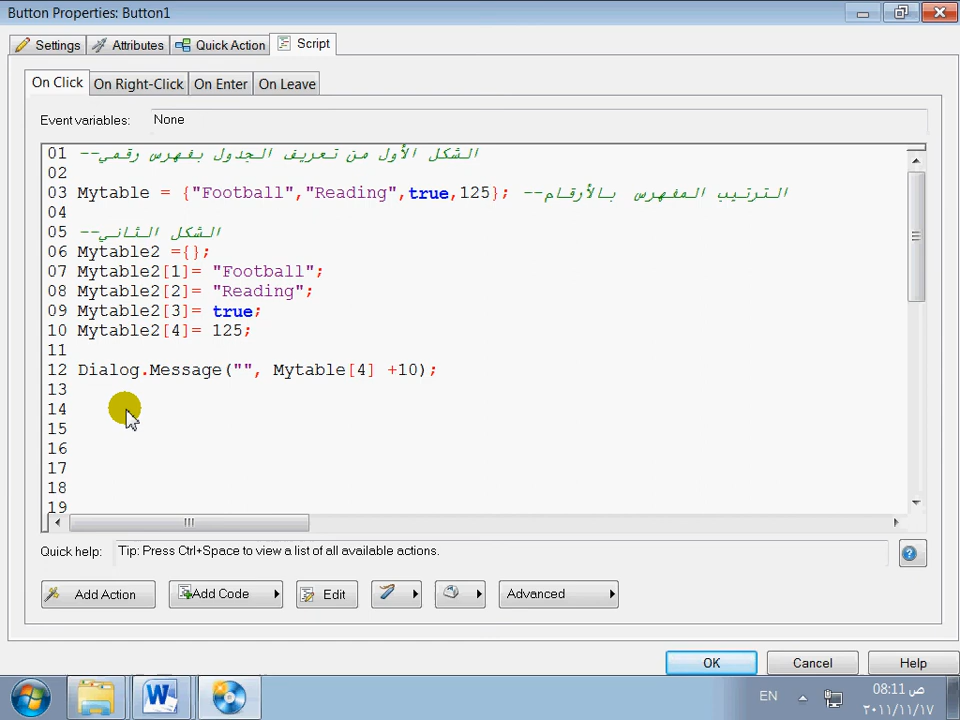 Button Properties: Button1
Settings Attributes Quick Action Script
On Click On Right-Click On Enter On Leave
Event variables: None
01 --الشكل الأول من تعريف الجدول بفهرس رقمي
02
03 Mytable = {"Football","Reading",true,125}; --الترتيب المفهرس بالأرقام
04
05 --الشكل الثاني
06 Mytable2 ={};
07 Mytable2[1]= "Football";
08 Mytable2[2]= "Reading";
09 Mytable2[3]= true;
10 Mytable2[4]= 125;
11
12 Dialog.Message("", Mytable[4] +10);
13
14
15
16
17
18
19
Quick help: Tip: Press Ctrl+Space to view a list of all available actions.
Add Action Add Code Edit Advanced
OK Cancel Help
EN 08:11 ص
٢٠١١/١١/١٧